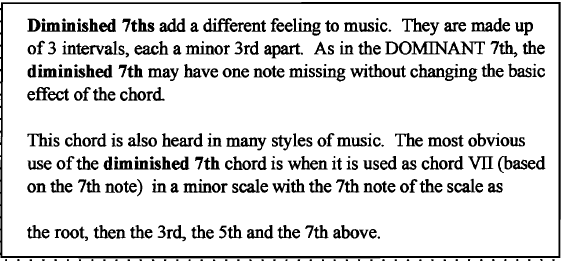 Diminished 7ths add a different feeling to music. They are made up
of 3 intervals, each a minor 3rd apart. As in the DOMINANT 7th, the
diminished 7th may have one note missing without changing the basic
effect of the chord.
This chord is also heard in many styles of music. The most obvious
use of the diminished 7th chord is when it is used as chord VII (based
on the 7th note) in a minor scale with the 7th note of the scale as
the root, then the 3rd, the 5th and the 7th above.